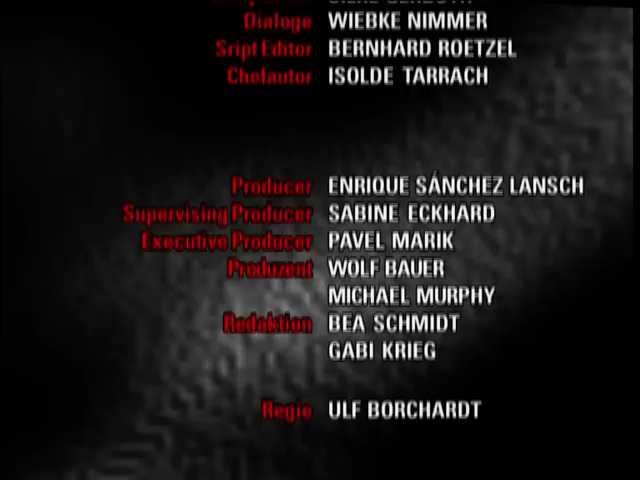 Dialoge WIEBKE NIMMER
Sript Editor BERNHARD ROETZEL
Chefautor ISOLDE TARRACH
Producer ENRIQUE SÁNCHEZ LANSCH
Supervising Producer SABINE ECKHARD
Executive Producer PAVEL MARIK
Produzent WOLF BAUER
MICHAEL MURPHY
Redaktion BEA SCHMIDT
GABI KRIEG
Regie ULF BORCHARDT